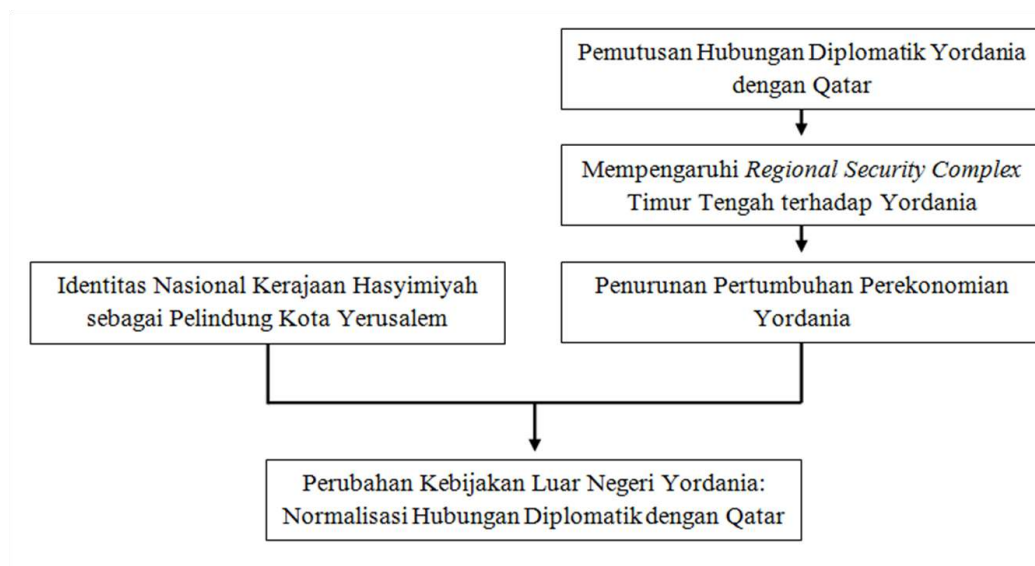 Pemutusan Hubungan Diplomatik Yordania
dengan Qatar
Mempengaruhi Regional Security Complex
Timur Tengah terhadap Yordania
Identitas Nasional Kerajaan Hasyimiyah
sebagai Pelindung Kota Yerusalem
Penurunan Pertumbuhan Perekonomian
Yordania
Perubahan Kebijakan Luar Negeri Yordania:
Normalisasi Hubungan Diplomatik dengan Qatar